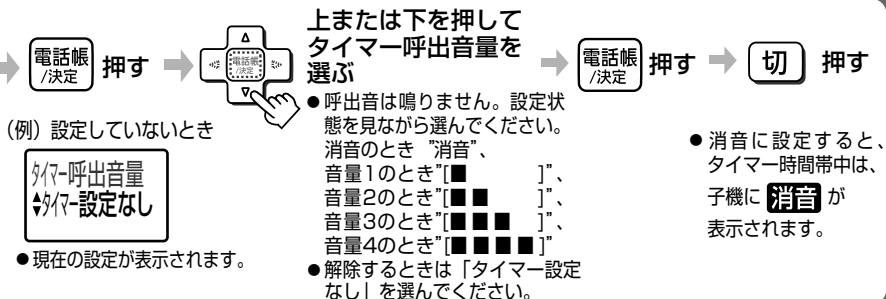 電話帳
/決定
押す
（例）設定していないとき
ﾀｲﾏｰ呼出音量
ﾀｲﾏｰ設定なし
●現在の設定が表示されます。
電話帳
/決定
上または下を押して
タイマー呼出音量を
選ぶ
●呼出音は鳴りません。設定状
態を見ながら選んでください。
消音のとき “消音”、
音量1のとき“[■　　　]”、
音量2のとき“[■■　　]”、
音量3のとき“[■■■　]”、
音量4のとき“[■■■■]”
●解除するときは「タイマー設定
なし」を選んでください。
電話帳
/決定
押す
切
押す
●消音に設定すると、
タイマー時間帯中は、
子機に 消音 が
表示されます。